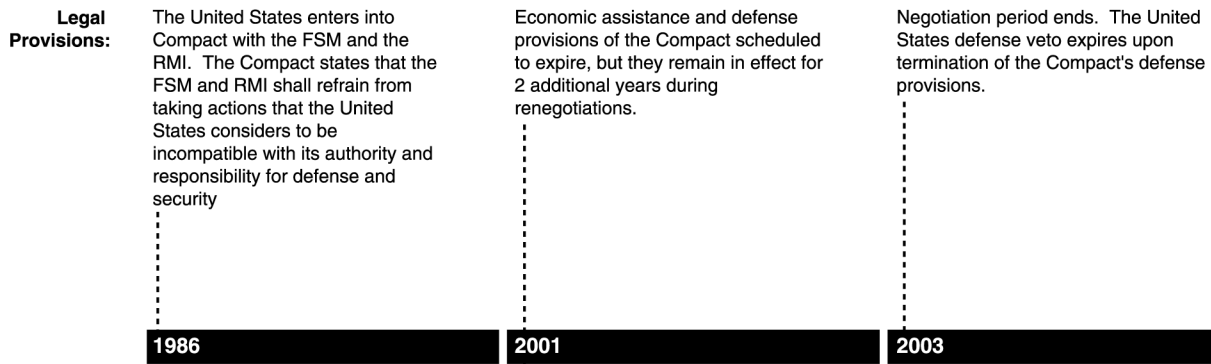 Legal
Provisions:
The United States enters into
Compact with the FSM and the
RMI.  The Compact states that the
FSM and RMI shall refrain from
taking actions that the United
States considers to be
incompatible with its authority and
responsibility for defense and
security
Economic assistance and defense
provisions of the Compact scheduled
to expire, but they remain in effect for
2 additional years during
renegotiations.
Negotiation period ends.  The United
States defense veto expires upon
termination of the Compact's defense
provisions.
1986
2001
2003